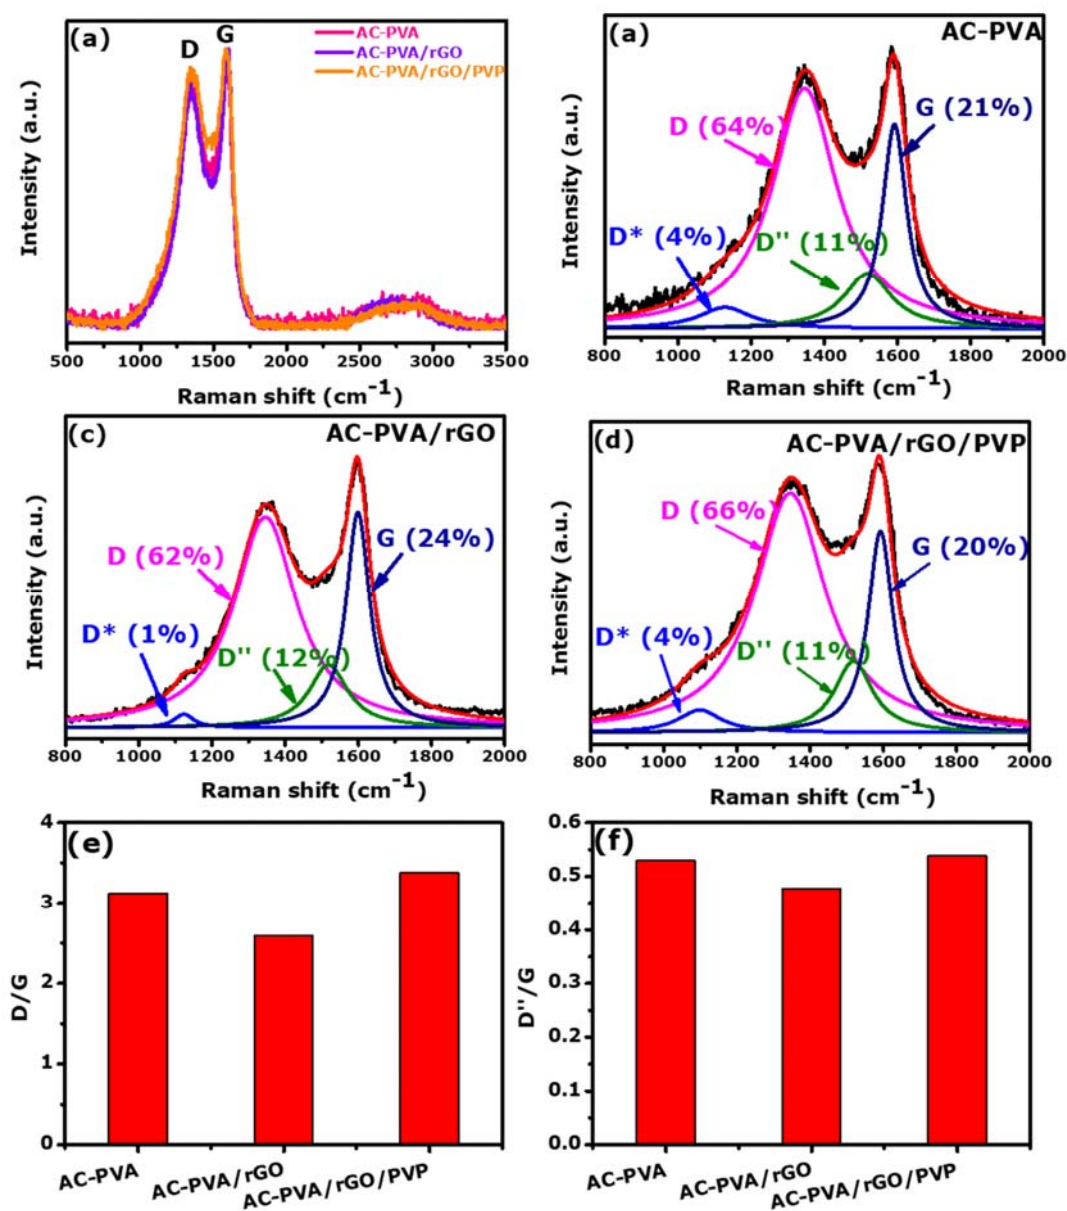 (a)
D
G
AC-PVA
AC-PVA/rGO
AC-PVA/rGO/PVP
Intensity (a.u.)
500 1000 1500 2000 2500 3000 3500
Raman shift (cm⁻¹)
(a)
AC-PVA
D (64%)
G (21%)
D* (4%)
D'' (11%)
Intensity (a.u.)
800 1000 1200 1400 1600 1800 2000
Raman shift (cm⁻¹)
(c)
AC-PVA/rGO
D (62%)
G (24%)
D* (1%)
D'' (12%)
Intensity (a.u.)
800 1000 1200 1400 1600 1800 2000
Raman shift (cm⁻¹)
(d)
AC-PVA/rGO/PVP
D (66%)
G (20%)
D* (4%)
D'' (11%)
Intensity (a.u.)
800 1000 1200 1400 1600 1800 2000
Raman shift (cm⁻¹)
(e)
4
3
2
1
0
D/G
AC-PVA
AC-PVA/rGO
AC-PVA/rGO/PVP
(f)
0.6
0.5
0.4
0.3
0.2
0.1
0.0
D''/G
AC-PVA
AC-PVA/rGO
AC-PVA/rGO/PVP